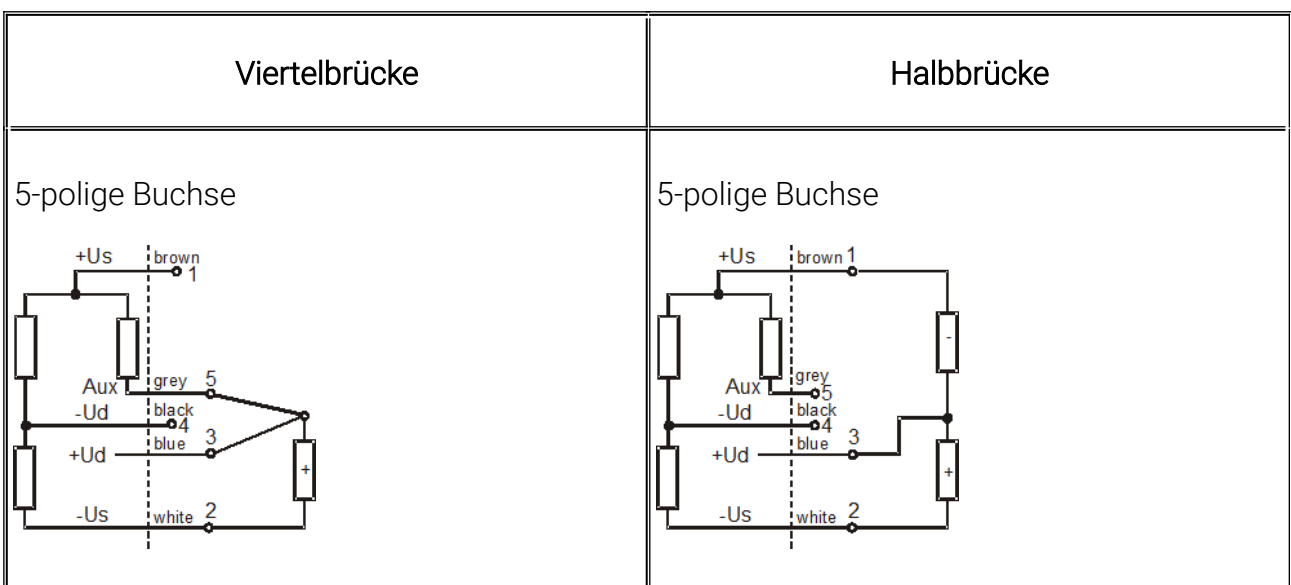 Viertelbrücke
Halbbrücke
5-polige Buchse
+Us
brown
1
Aux
grey
5
-Ud
black
4
+Ud
blue
3
+
-Us
white
2
5-polige Buchse
+Us
brown
1
-
Aux
grey
5
-Ud
black
4
+Ud
blue
3
+
-Us
white
2